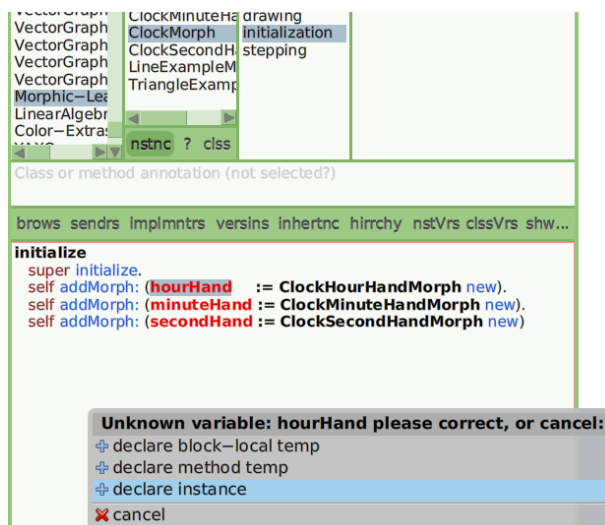 VectorGraph
VectorGraph
VectorGraph
VectorGraph
VectorGraph
Morphic−Lea
LinearAlgebr
Color−Extras
ClockMinuteHa
ClockMorph
ClockSecondHa
LineExampleM
TriangleExamp
nstnc ? clss
drawing
initialization
stepping
Class or method annotation (not selected?)
brows sendrs implmntrs versins inhertnc hirrchy nstVrs clssVrs shw...
initialize
super initialize.
self addMorph: (hourHand := ClockHourHandMorph new).
self addMorph: (minuteHand := ClockMinuteHandMorph new).
self addMorph: (secondHand := ClockSecondHandMorph new)
Unknown variable: hourHand please correct, or cancel:
declare block−local temp
declare method temp
declare instance
cancel